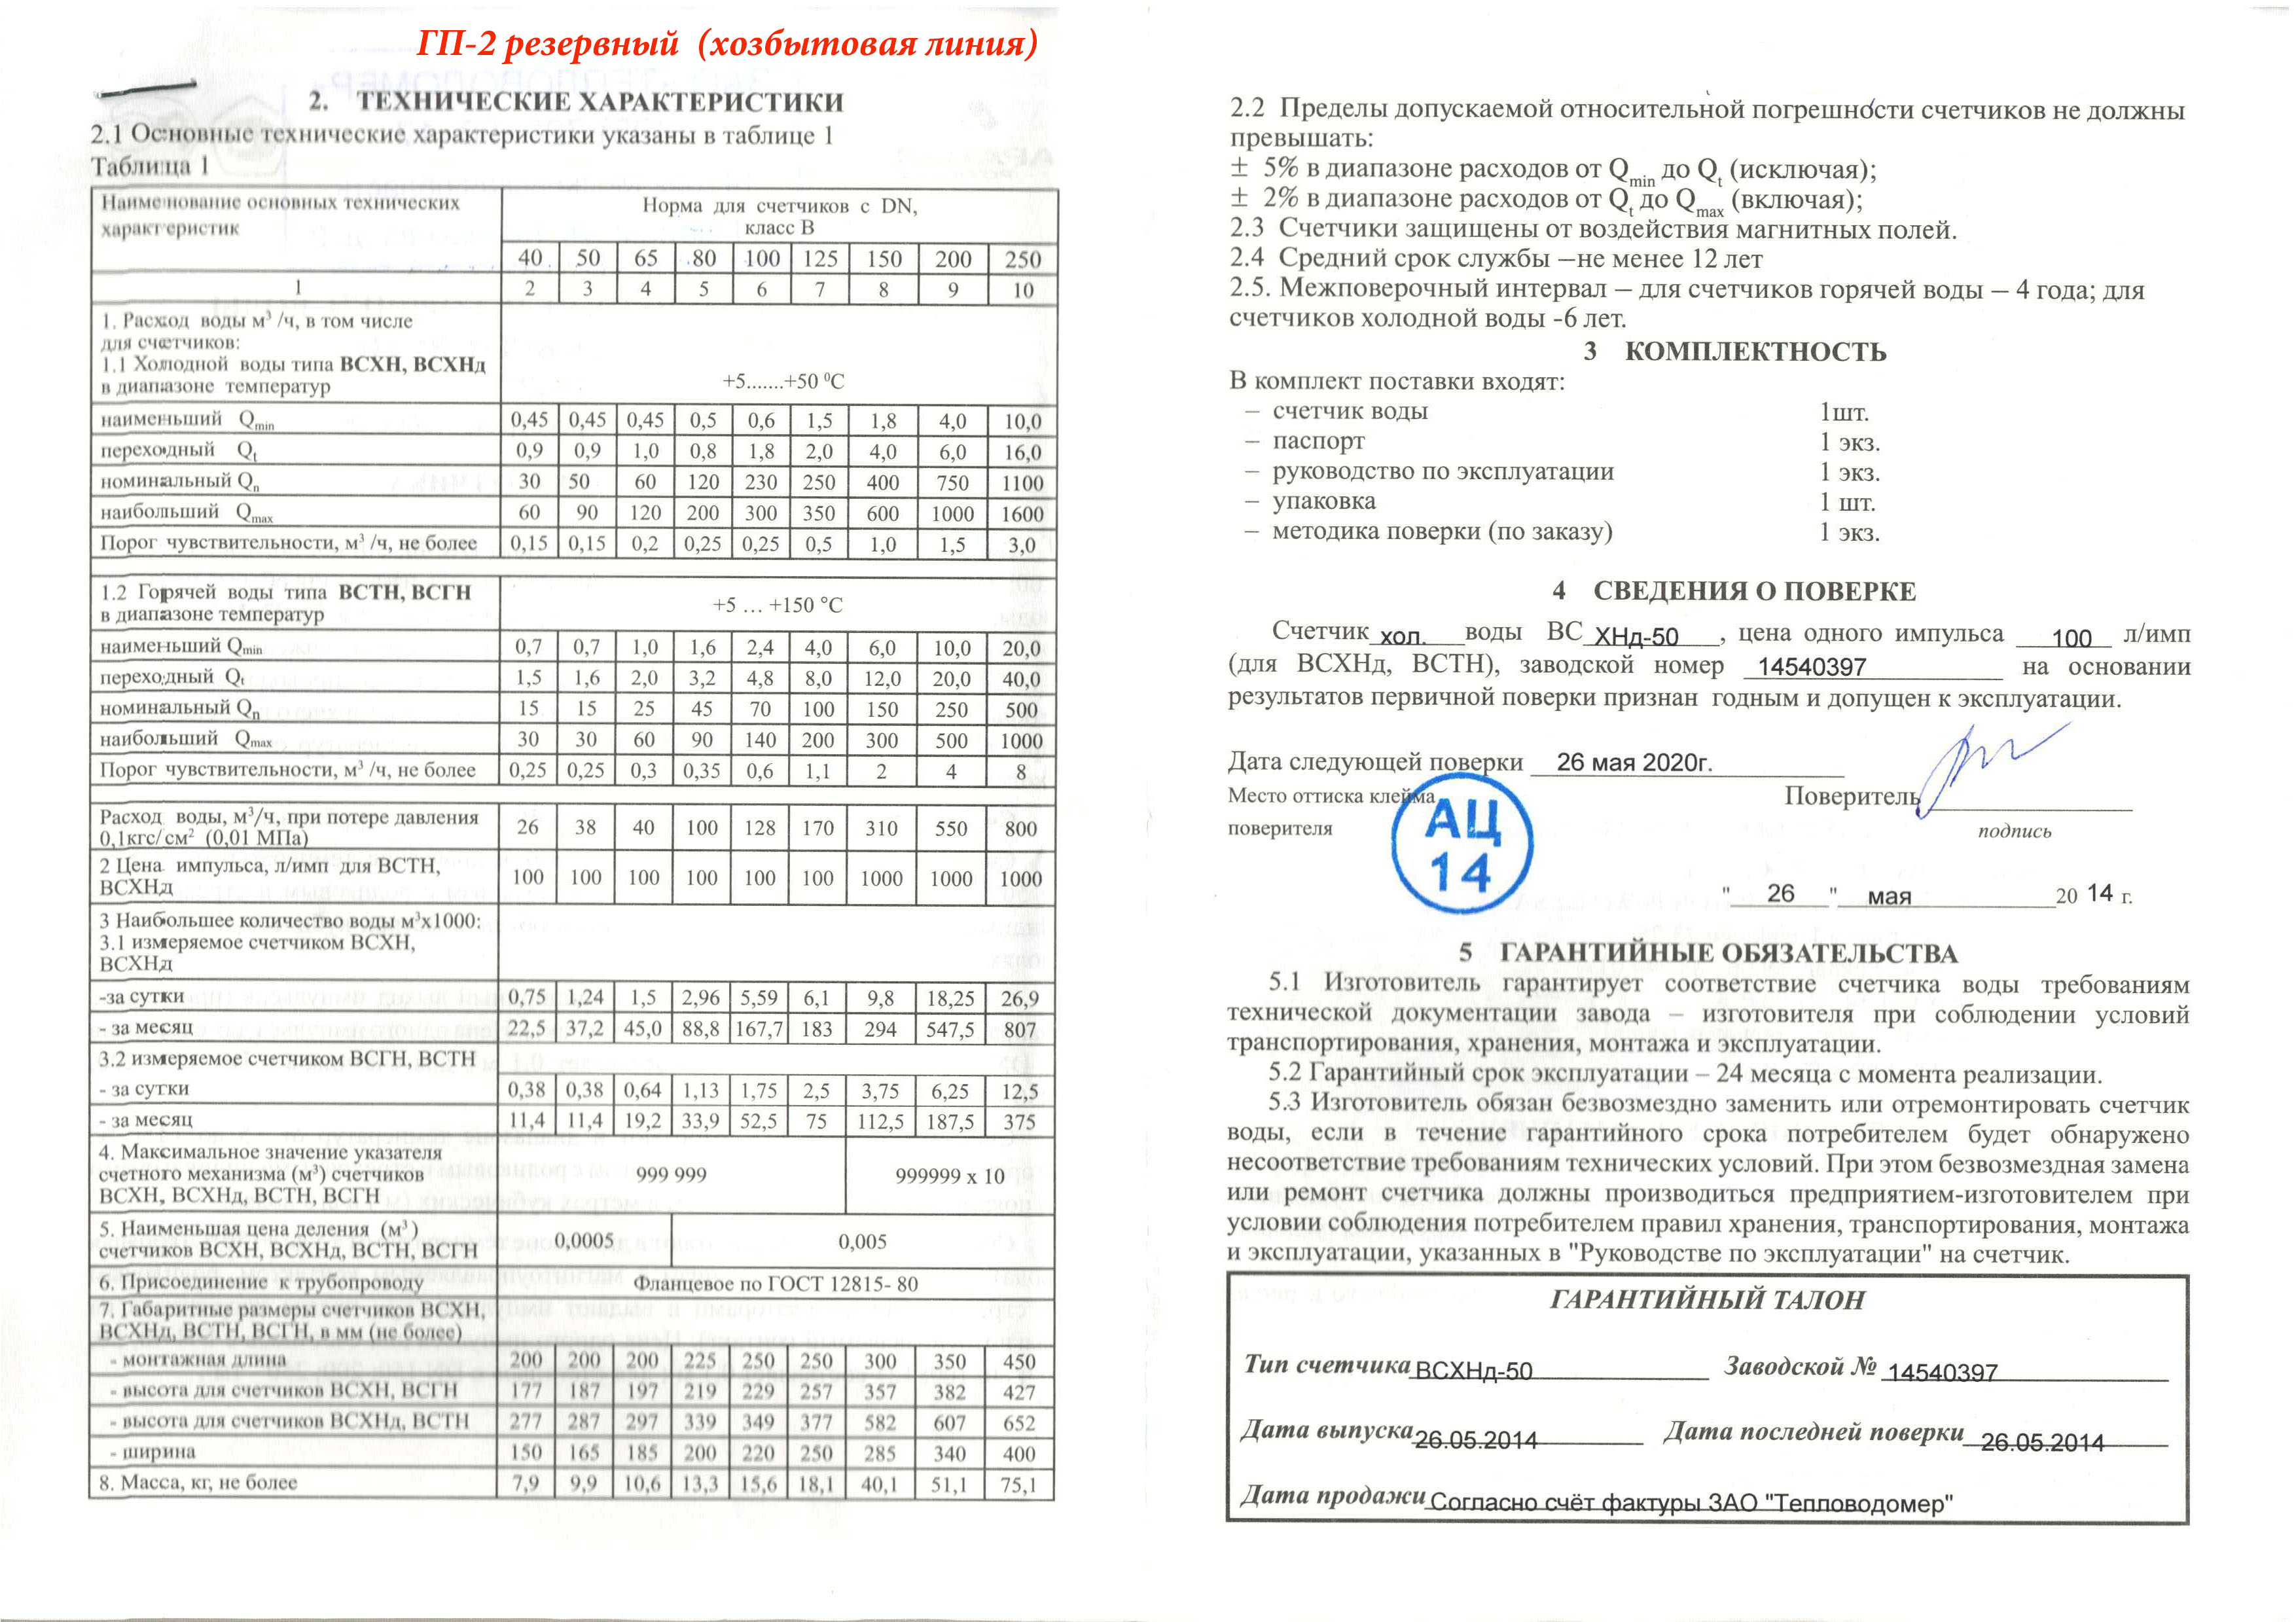 ГП-2 резервный (хозбытовая линия)
2. ТЕХНИЧЕСКИЕ ХАРАКТЕРИСТИКИ
2.1 Основные технические характеристики указаны в таблице 1
Таблица 1
Наименование основных технических характеристик | Норма для счетчиков с DN, класс В
40 50 65 80 100 125 150 200 250
1 2 3 4 5 6 7 8 9 10
1. Расход воды м³ /ч, в том числе
для счетчиков:
1.1 Холодной воды типа ВСХН, ВСХНд
в диапазоне температур +5.......+50 ⁰С
наименьший Qmin 0,45 0,45 0,45 0,5 0,6 1,5 1,8 4,0 10,0
переходный Qt 0,9 0,9 1,0 0,8 1,8 2,0 4,0 6,0 16,0
номинальный Qn 30 50 60 120 230 250 400 750 1100
наибольший Qmax 60 90 120 200 300 350 600 1000 1600
Порог чувствительности, м³ /ч, не более 0,15 0,15 0,2 0,25 0,25 0,5 1,0 1,5 3,0
1.2 Горячей воды типа ВСТН, ВСГН
в диапазоне температур +5 … +150 °С
наименьший Qmin 0,7 0,7 1,0 1,6 2,4 4,0 6,0 10,0 20,0
переходный Qt 1,5 1,6 2,0 3,2 4,8 8,0 12,0 20,0 40,0
номинальный Qn 15 15 25 45 70 100 150 250 500
наибольший Qmax 30 30 60 90 140 200 300 500 1000
Порог чувствительности, м³ /ч, не более 0,25 0,25 0,3 0,35 0,6 1,1 2 4 8
Расход воды, м³/ч, при потере давления
0,1кгс/см² (0,01 МПа) 26 38 40 100 128 170 310 550 800
2 Цена импульса, л/имп для ВСТН,
ВСХНд 100 100 100 100 100 100 1000 1000 1000
3 Наибольшее количество воды м³х1000:
3.1 измеряемое счетчиком ВСХН,
ВСХНд
-за сутки 0,75 1,24 1,5 2,96 5,59 6,1 9,8 18,25 26,9
- за месяц 22,5 37,2 45,0 88,8 167,7 183 294 547,5 807
3.2 измеряемое счетчиком ВСГН, ВСТН
- за сутки 0,38 0,38 0,64 1,13 1,75 2,5 3,75 6,25 12,5
- за месяц 11,4 11,4 19,2 33,9 52,5 75 112,5 187,5 375
4. Максимальное значение указателя
счетного механизма (м³) счетчиков
ВСХН, ВСХНд, ВСТН, ВСГН 999 999 999999 х 10
5. Наименьшая цена деления (м³)
счетчиков ВСХН, ВСХНд, ВСТН, ВСГН 0,0005 0,005
6. Присоединение к трубопроводу Фланцевое по ГОСТ 12815- 80
7. Габаритные размеры счетчиков ВСХН,
ВСХНд, ВСТН, ВСГН, в мм (не более)
- монтажная длина 200 200 200 225 250 250 300 350 450
- высота для счетчиков ВСХН, ВСГН 177 187 197 219 229 257 357 382 427
- высота для счетчиков ВСХНд, ВСТН 277 287 297 339 349 377 582 607 652
- ширина 150 165 185 200 220 250 285 340 400
8. Масса, кг, не более 7,9 9,9 10,6 13,3 15,6 18,1 40,1 51,1 75,1
2.2 Пределы допускаемой относительной погрешности счетчиков не должны
превышать:
± 5% в диапазоне расходов от Qmin до Qt (исключая);
± 2% в диапазоне расходов от Qt до Qmax (включая);
2.3 Счетчики защищены от воздействия магнитных полей.
2.4 Средний срок службы –не менее 12 лет
2.5. Межповерочный интервал – для счетчиков горячей воды – 4 года; для
счетчиков холодной воды -6 лет.
3 КОМПЛЕКТНОСТЬ
В комплект поставки входят:
– счетчик воды 1шт.
– паспорт 1 экз.
– руководство по эксплуатации 1 экз.
– упаковка 1 шт.
– методика поверки (по заказу) 1 экз.
4 СВЕДЕНИЯ О ПОВЕРКЕ
Счетчик хол. воды ВС ХНд-50, цена одного импульса 100 л/имп
(для ВСХНд, ВСТН), заводской номер 14540397 на основании
результатов первичной поверки признан годным и допущен к эксплуатации.
Дата следующей поверки 26 мая 2020г.
Место оттиска клейма Поверитель
поверителя подпись
АЦ
14
" 26 " мая 20 14 г.
5 ГАРАНТИЙНЫЕ ОБЯЗАТЕЛЬСТВА
5.1 Изготовитель гарантирует соответствие счетчика воды требованиям
технической документации завода – изготовителя при соблюдении условий
транспортирования, хранения, монтажа и эксплуатации.
5.2 Гарантийный срок эксплуатации – 24 месяца с момента реализации.
5.3 Изготовитель обязан безвозмездно заменить или отремонтировать счетчик
воды, если в течение гарантийного срока потребителем будет обнаружено
несоответствие требованиям технических условий. При этом безвозмездная замена
или ремонт счетчика должны производиться предприятием-изготовителем при
условии соблюдения потребителем правил хранения, транспортирования, монтажа
и эксплуатации, указанных в "Руководстве по эксплуатации" на счетчик.
ГАРАНТИЙНЫЙ ТАЛОН
Тип счетчика ВСХНд-50 Заводской № 14540397
Дата выпуска 26.05.2014 Дата последней поверки 26.05.2014
Дата продажи Согласно счёт фактуры ЗАО "Тепловодомер"